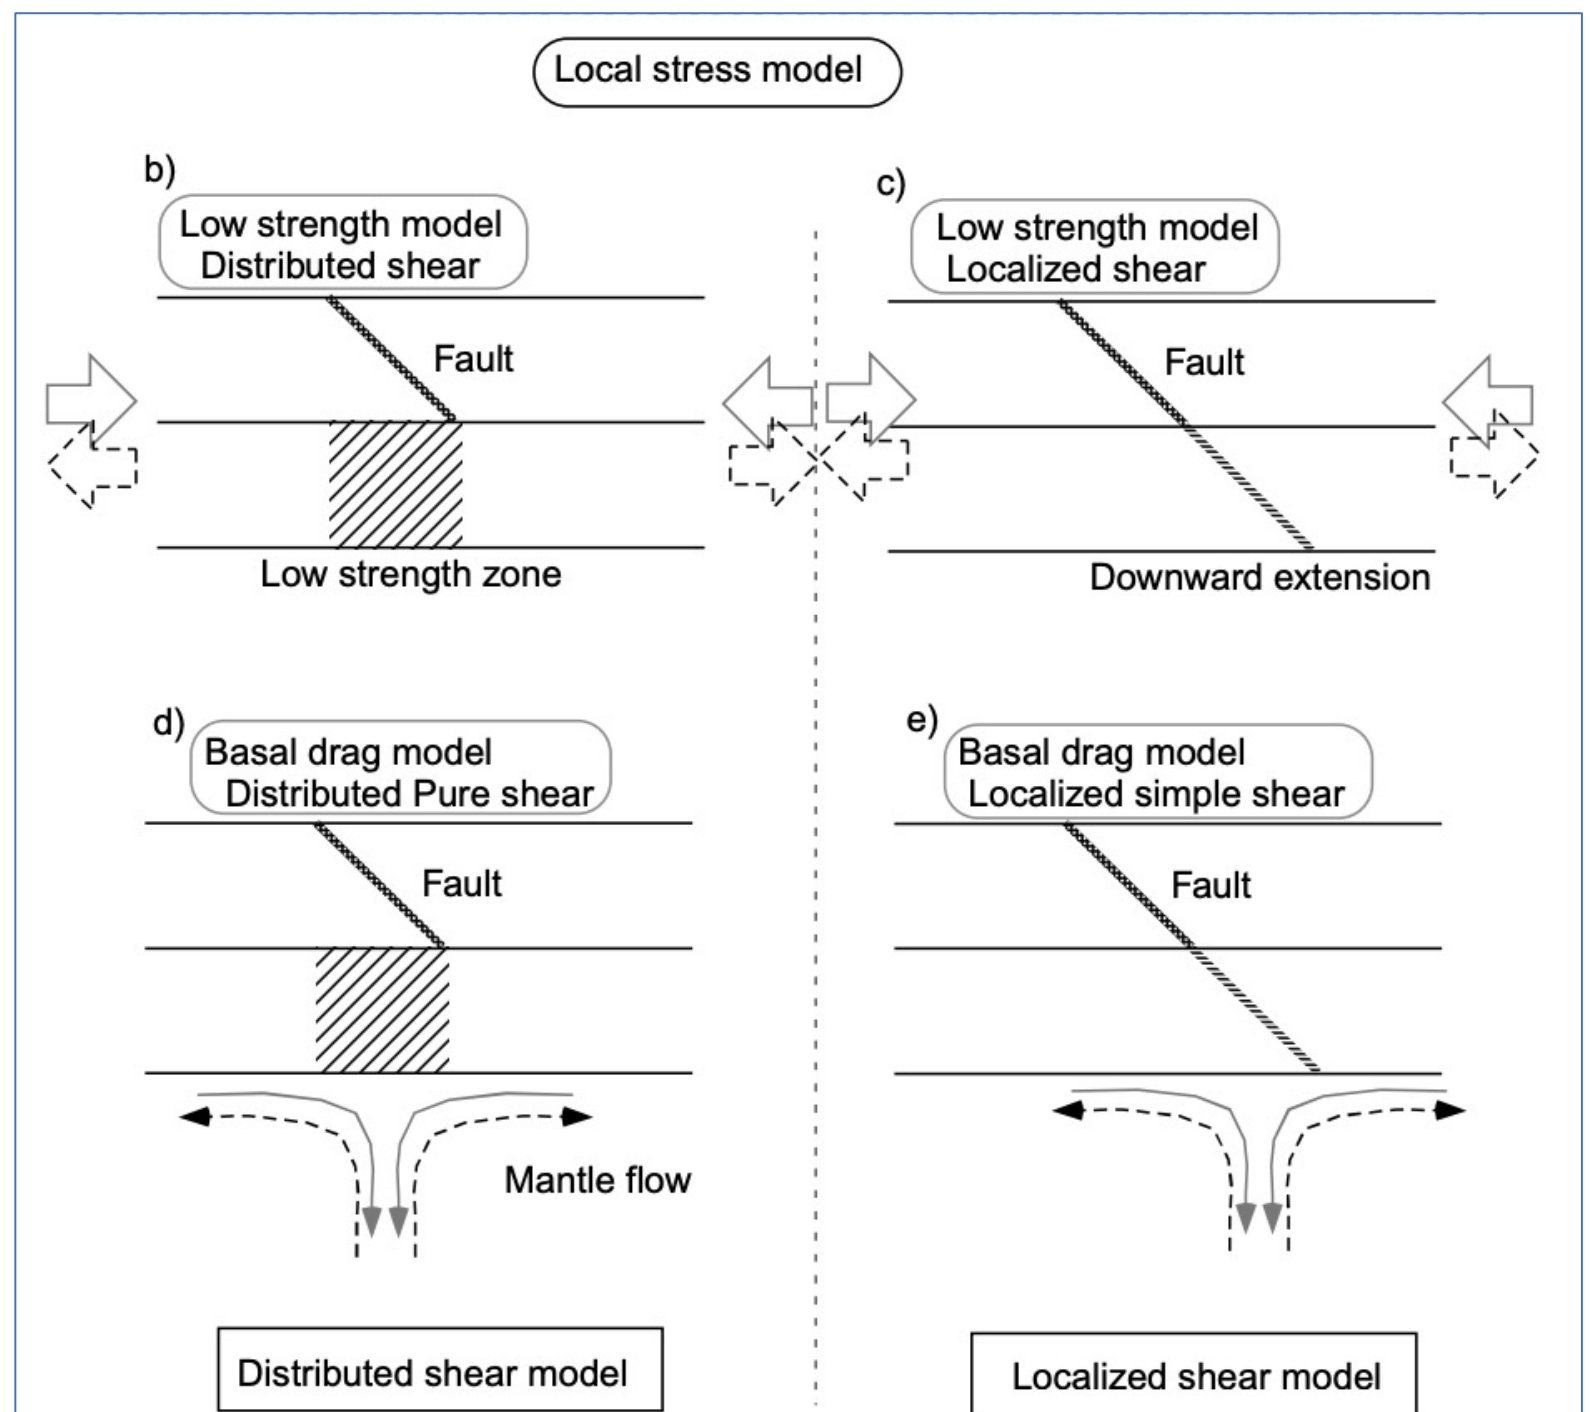 Local stress model
b)
Low strength model
Distributed shear
Fault
Low strength zone
c)
Low strength model
Localized shear
Fault
Downward extension
d)
Basal drag model
Distributed Pure shear
Fault
Mantle flow
e)
Basal drag model
Localized simple shear
Fault
Distributed shear model
Localized shear model